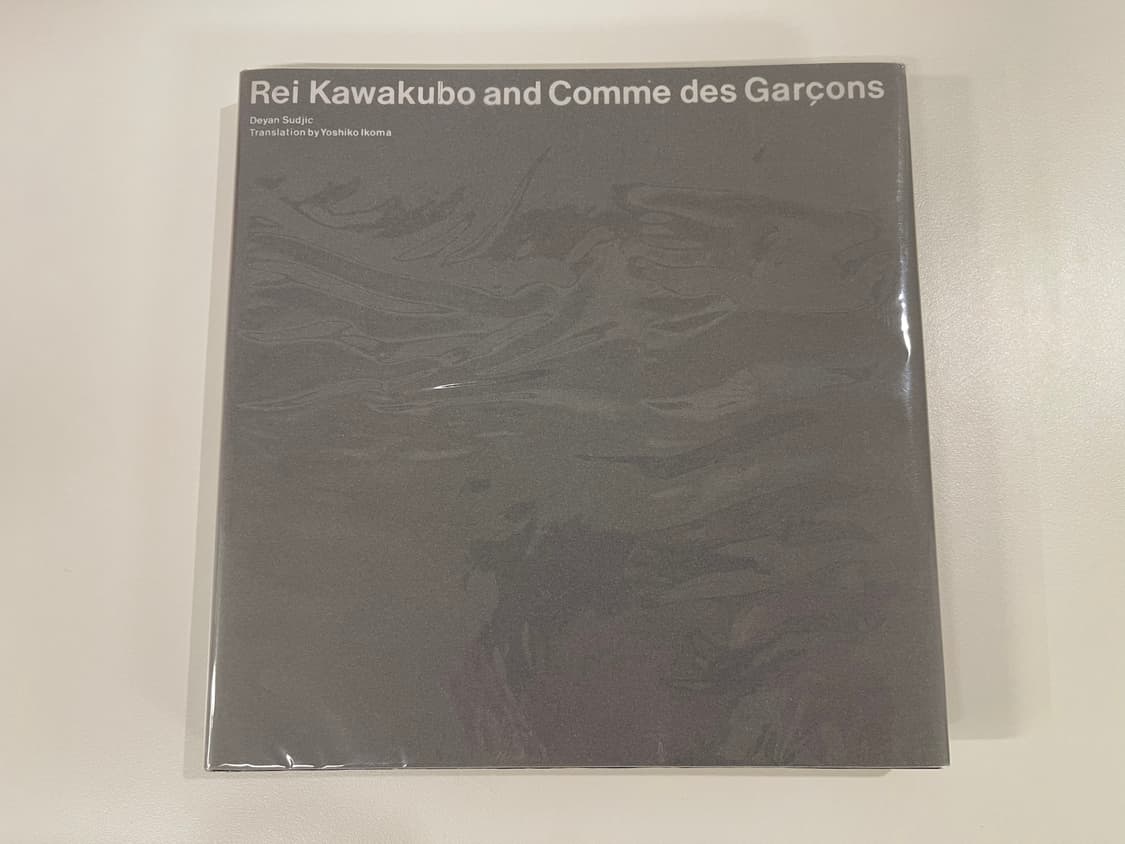 Rei Kawakubo and Comme des Garçons
Deyan Sudjic
Translation by Yoshiko Ikoma